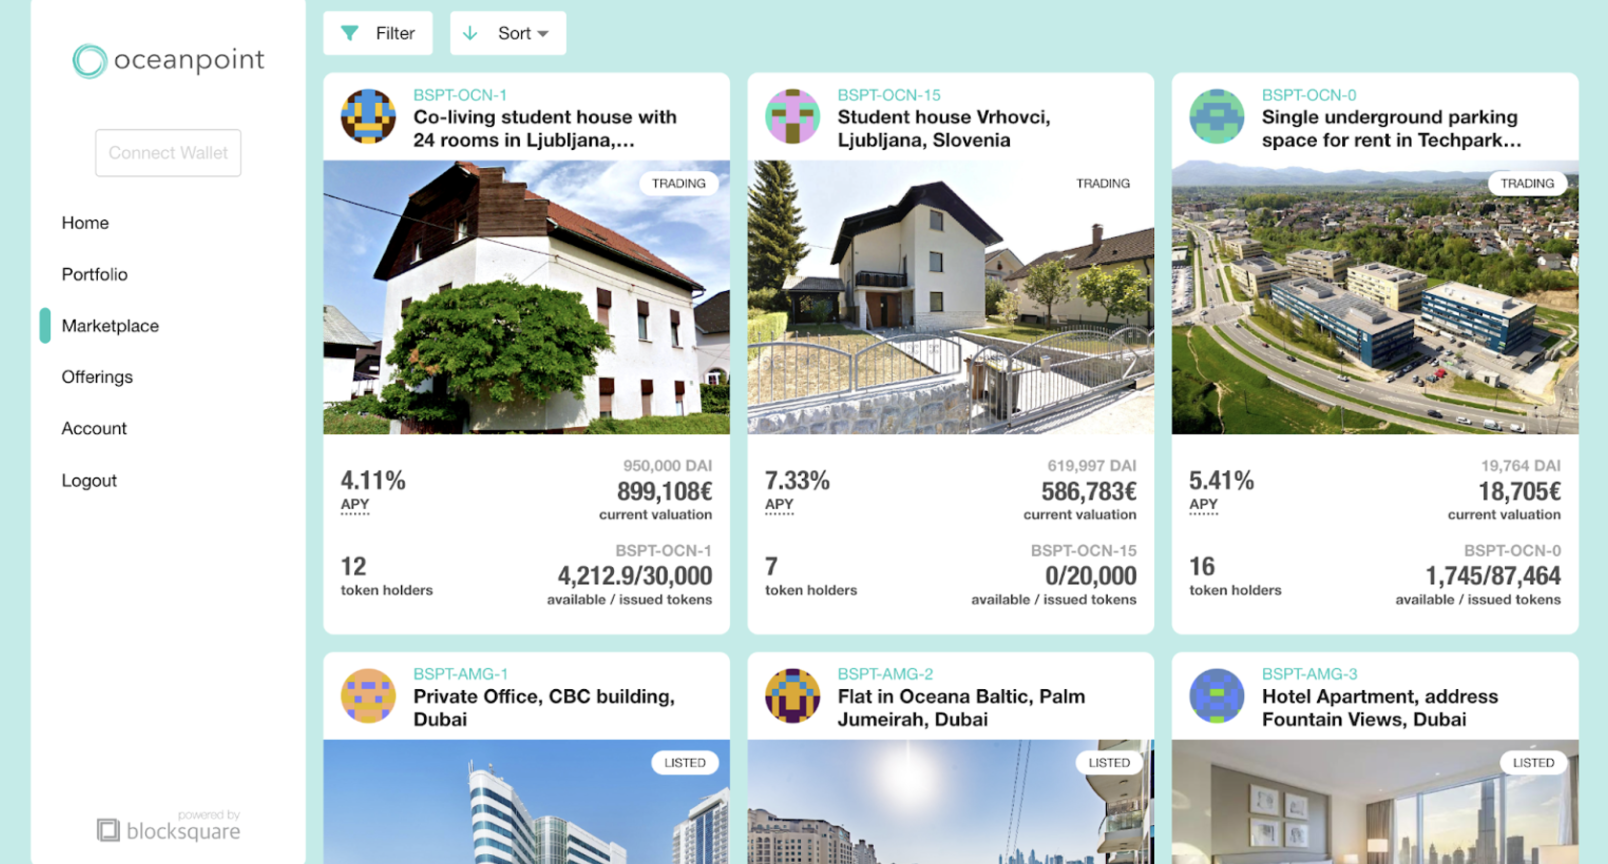 oceanpoint
Connect Wallet
Home
Portfolio
Marketplace
Offerings
Account
Logout
powered by
blocksquare
Filter
Sort
BSPT-OCN-1
Co-living student house with
24 rooms in Ljubljana,...
TRADING
4.11%
APY
950,000 DAI
899,108€
current valuation
12
token holders
BSPT-OCN-1
4,212.9/30,000
available / issued tokens
BSPT-OCN-15
Student house Vrhovci,
Ljubljana, Slovenia
TRADING
7.33%
APY
619,997 DAI
586,783€
current valuation
7
token holders
BSPT-OCN-15
0/20,000
available / issued tokens
BSPT-OCN-0
Single underground parking
space for rent in Techpark...
TRADING
5.41%
APY
19,764 DAI
18,705€
current valuation
16
token holders
BSPT-OCN-0
1,745/87,464
available / issued tokens
BSPT-AMG-1
Private Office, CBC building,
Dubai
LISTED
BSPT-AMG-2
Flat in Oceana Baltic, Palm
Jumeirah, Dubai
LISTED
BSPT-AMG-3
Hotel Apartment, address
Fountain Views, Dubai
LISTED